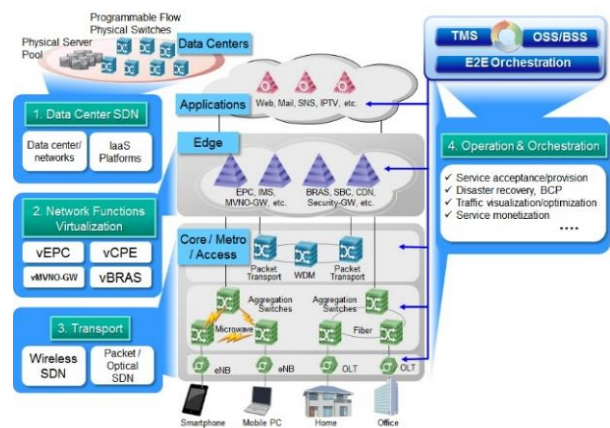 Programmable Flow
Physical Switches
Physical Server
Pool
Data Centers
TMS
OSS/BSS
E2E Orchestration
1. Data Center SDN
Data center/
networks
IaaS
Platforms
2. Network Functions
Virtualization
vEPC
vCPE
vMVNO-GW
vBRAS
3. Transport
Wireless
SDN
Packet /
Optical
SDN
Applications
Web, Mail, SNS, IPTV, etc.
Edge
EPC, IMS,
MVNO-GW, etc.
BRAS, SBC, CDN,
Security-GW, etc.
Core / Metro
/ Access
Packet
Transport
WDM
Packet
Transport
Aggregation
Switches
Aggregation
Switches
Microwave
Fiber
eNB
eNB
OLT
OLT
Smartphone
Mobile PC
Home
Office
4. Operation & Orchestration
✓ Service acceptance/provision
✓ Disaster recovery, BCP
✓ Traffic visualization/optimization
✓ Service monetization
....